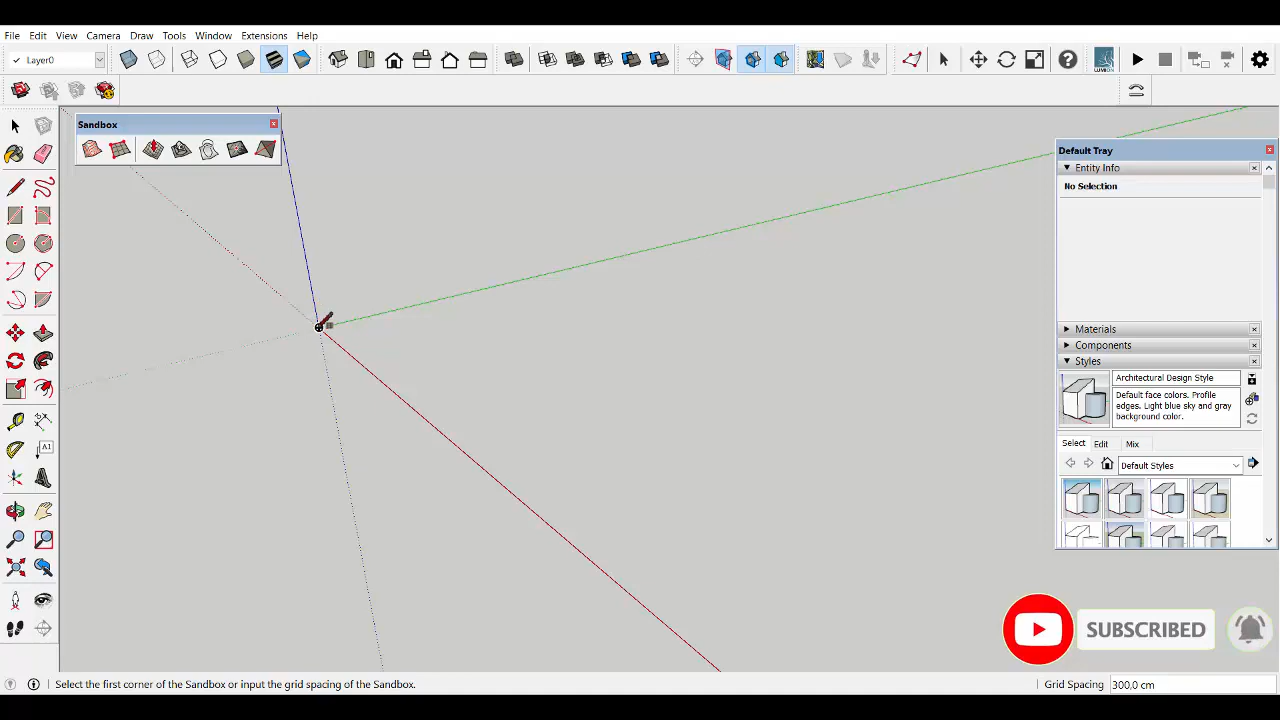 File Edit View Camera Draw Tools Window Extensions Help
Layer0
LUMION
Sandbox
Default Tray
Entity Info
No Selection
Materials
Components
Styles
Architectural Design Style
Default face colors. Profile
edges. Light blue sky and gray
background color.
Select Edit Mix
Default Styles
A1
SUBSCRIBED
Select the first corner of the Sandbox or input the grid spacing of the Sandbox.
Grid Spacing 300,0 cm